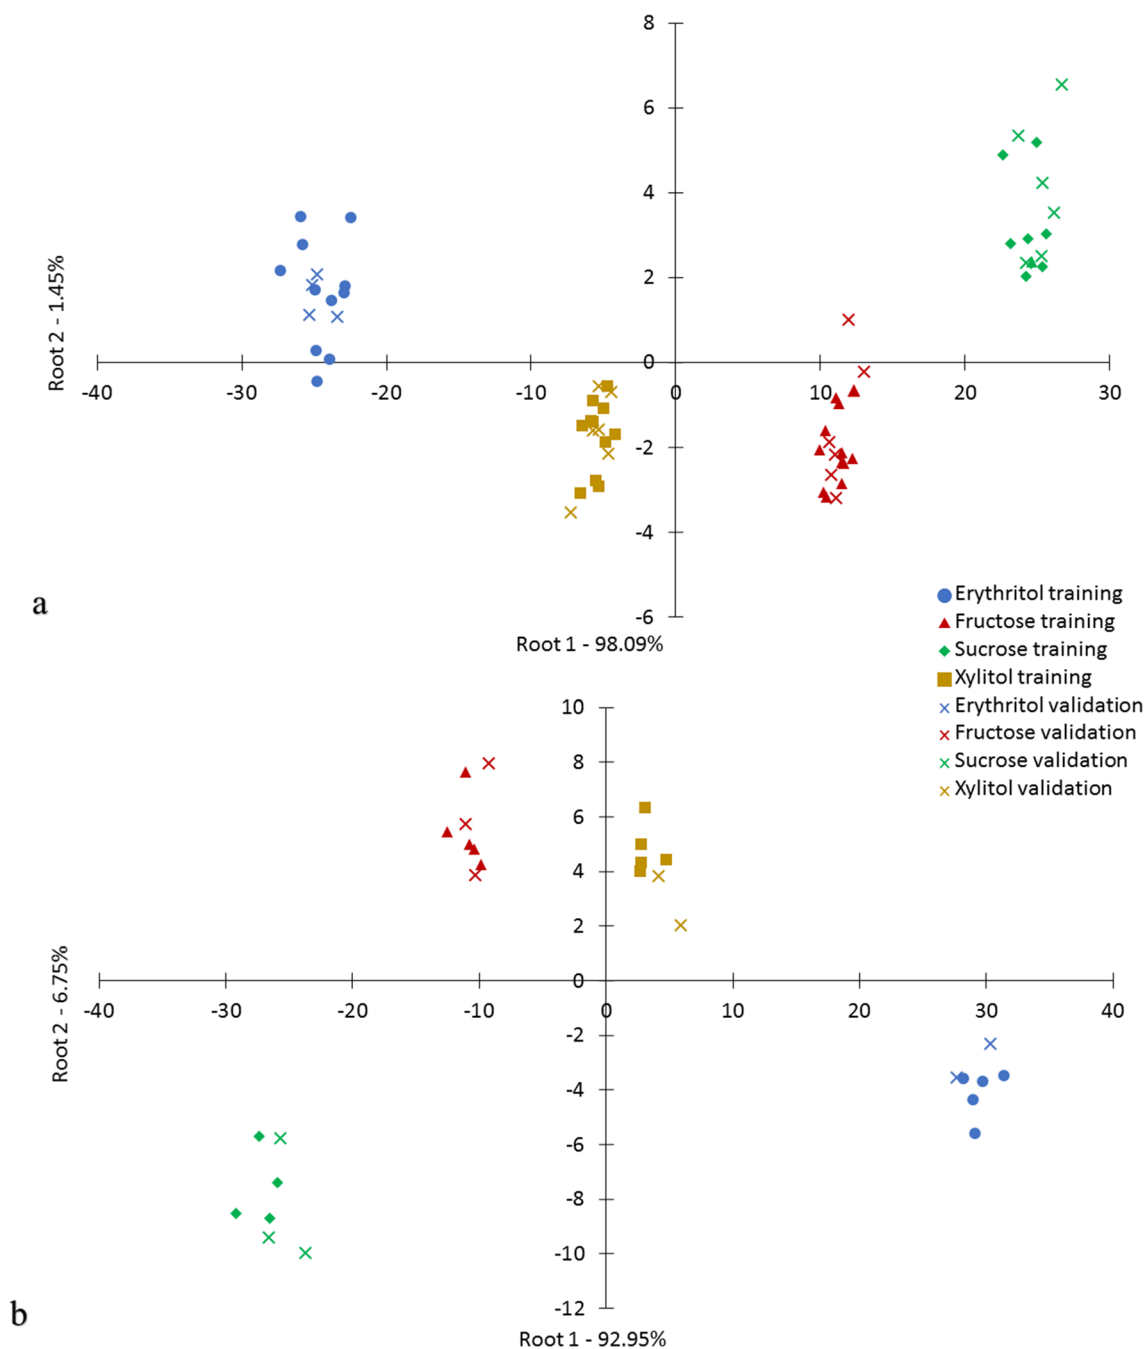 8
6
4
2
0
-40 -30 -20 -10 0 10 20 30
-2
-4
-6
Root 2 - 1.45%
Root 1 - 98.09%
a
Erythritol training
Fructose training
Sucrose training
Xylitol training
Erythritol validation
Fructose validation
Sucrose validation
Xylitol validation
10
8
6
4
2
0
-40 -30 -20 -10 0 10 20 30 40
-2
-4
-6
-8
-10
-12
Root 2 - 6.75%
Root 1 - 92.95%
b